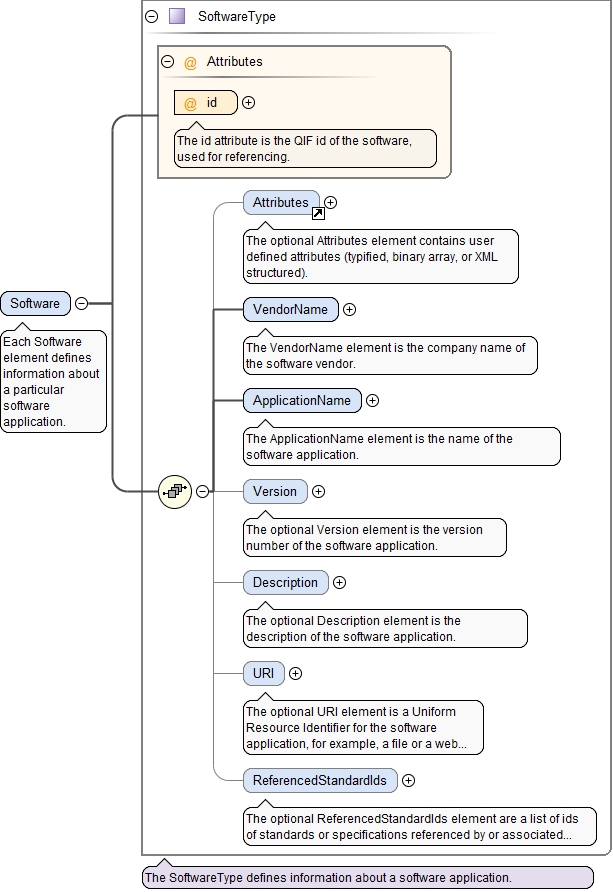 SoftwareType
@ Attributes
@ id
The id attribute is the QIF id of the software,
used for referencing.
Attributes
The optional Attributes element contains user
defined attributes (typified, binary array, or XML
structured).
Software
Each Software
element defines
information about
a particular
software
application.
VendorName
The VendorName element is the company name of
the software vendor.
ApplicationName
The ApplicationName element is the name of the
software application.
Version
The optional Version element is the version
number of the software application.
Description
The optional Description element is the
description of the software application.
URI
The optional URI element is a Uniform
Resource Identifier for the software
application, for example, a file or a web...
ReferencedStandardIds
The optional ReferencedStandardIds element are a list of ids
of standards or specifications referenced by or associated...
The SoftwareType defines information about a software application.